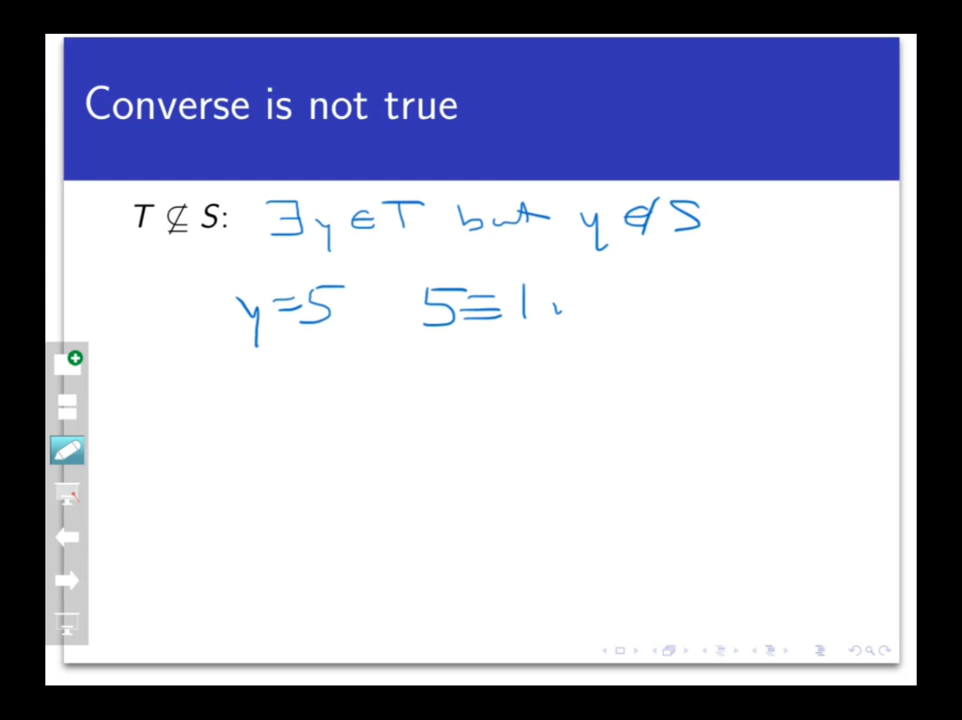 Converse is not true
T ⊈ S: ∃ y ∈ T but y ∉ S
y = 5 5 ≡ 1